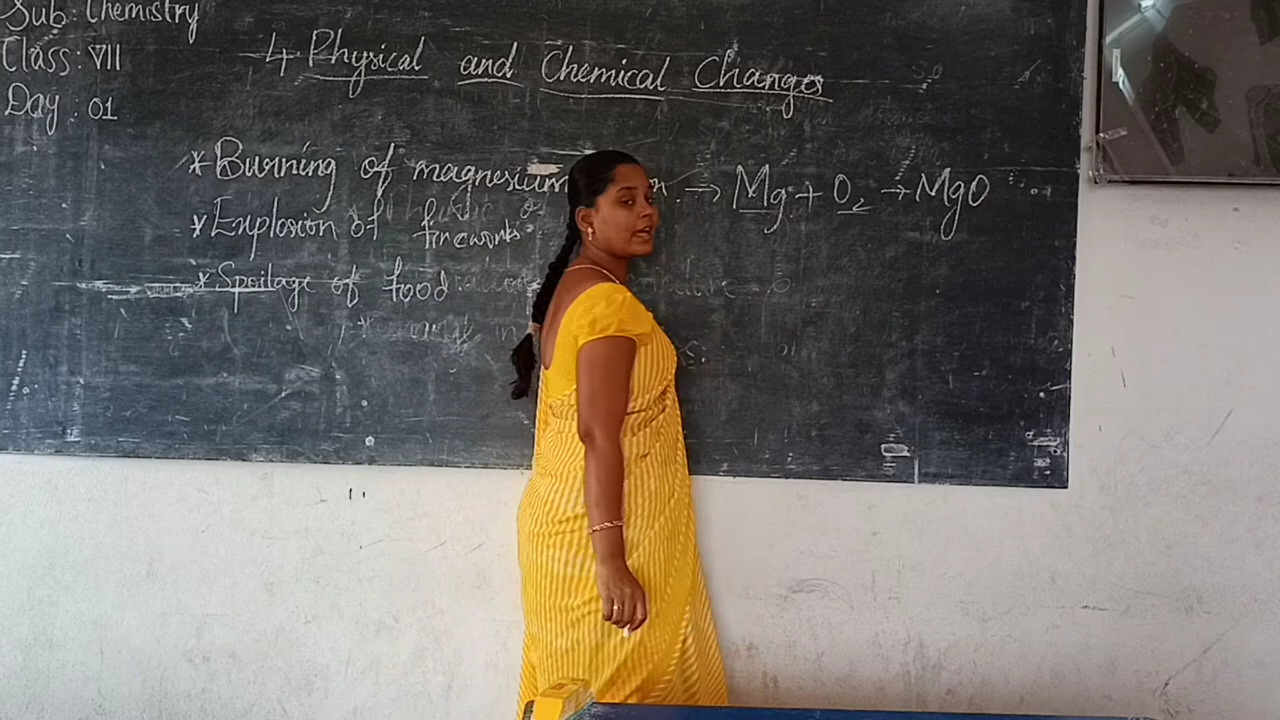 Sub: Chemistry
Class: VII
Day: 01
4 Physical and Chemical Changes
* Burning of magnesium → Mg + O2 → MgO
* Explosion of fireworks
* Spoilage of food